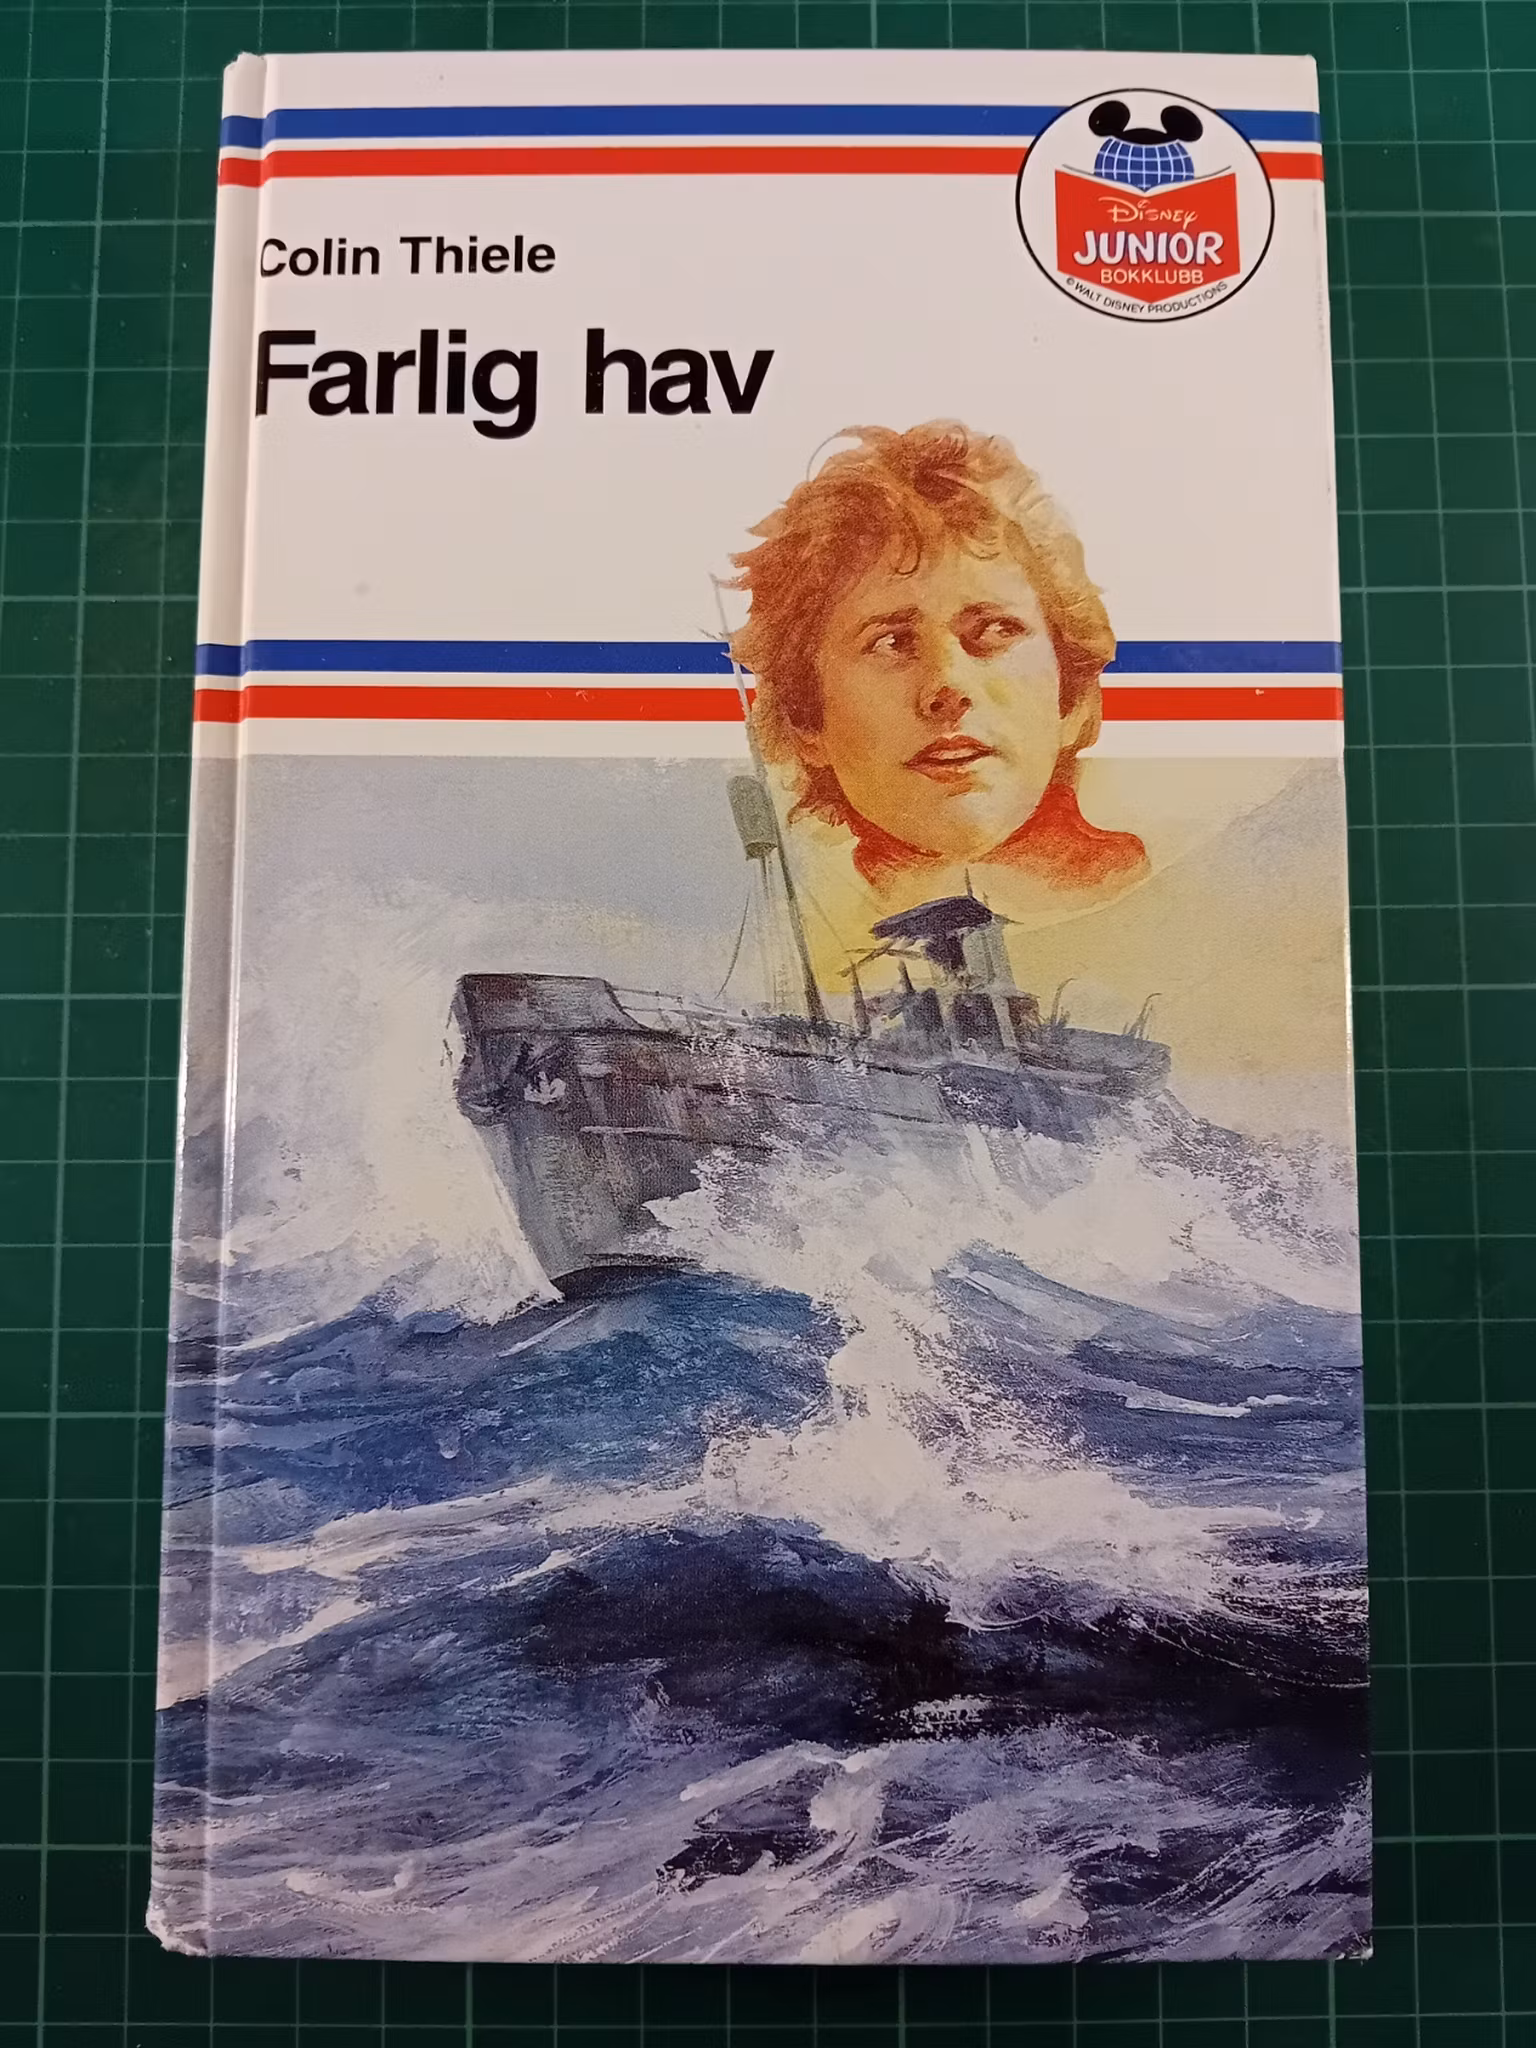 Colin Thiele
Farlig hav
Disney
JUNIOR
BOKKLUBB
© WALT DISNEY PRODUCTIONS